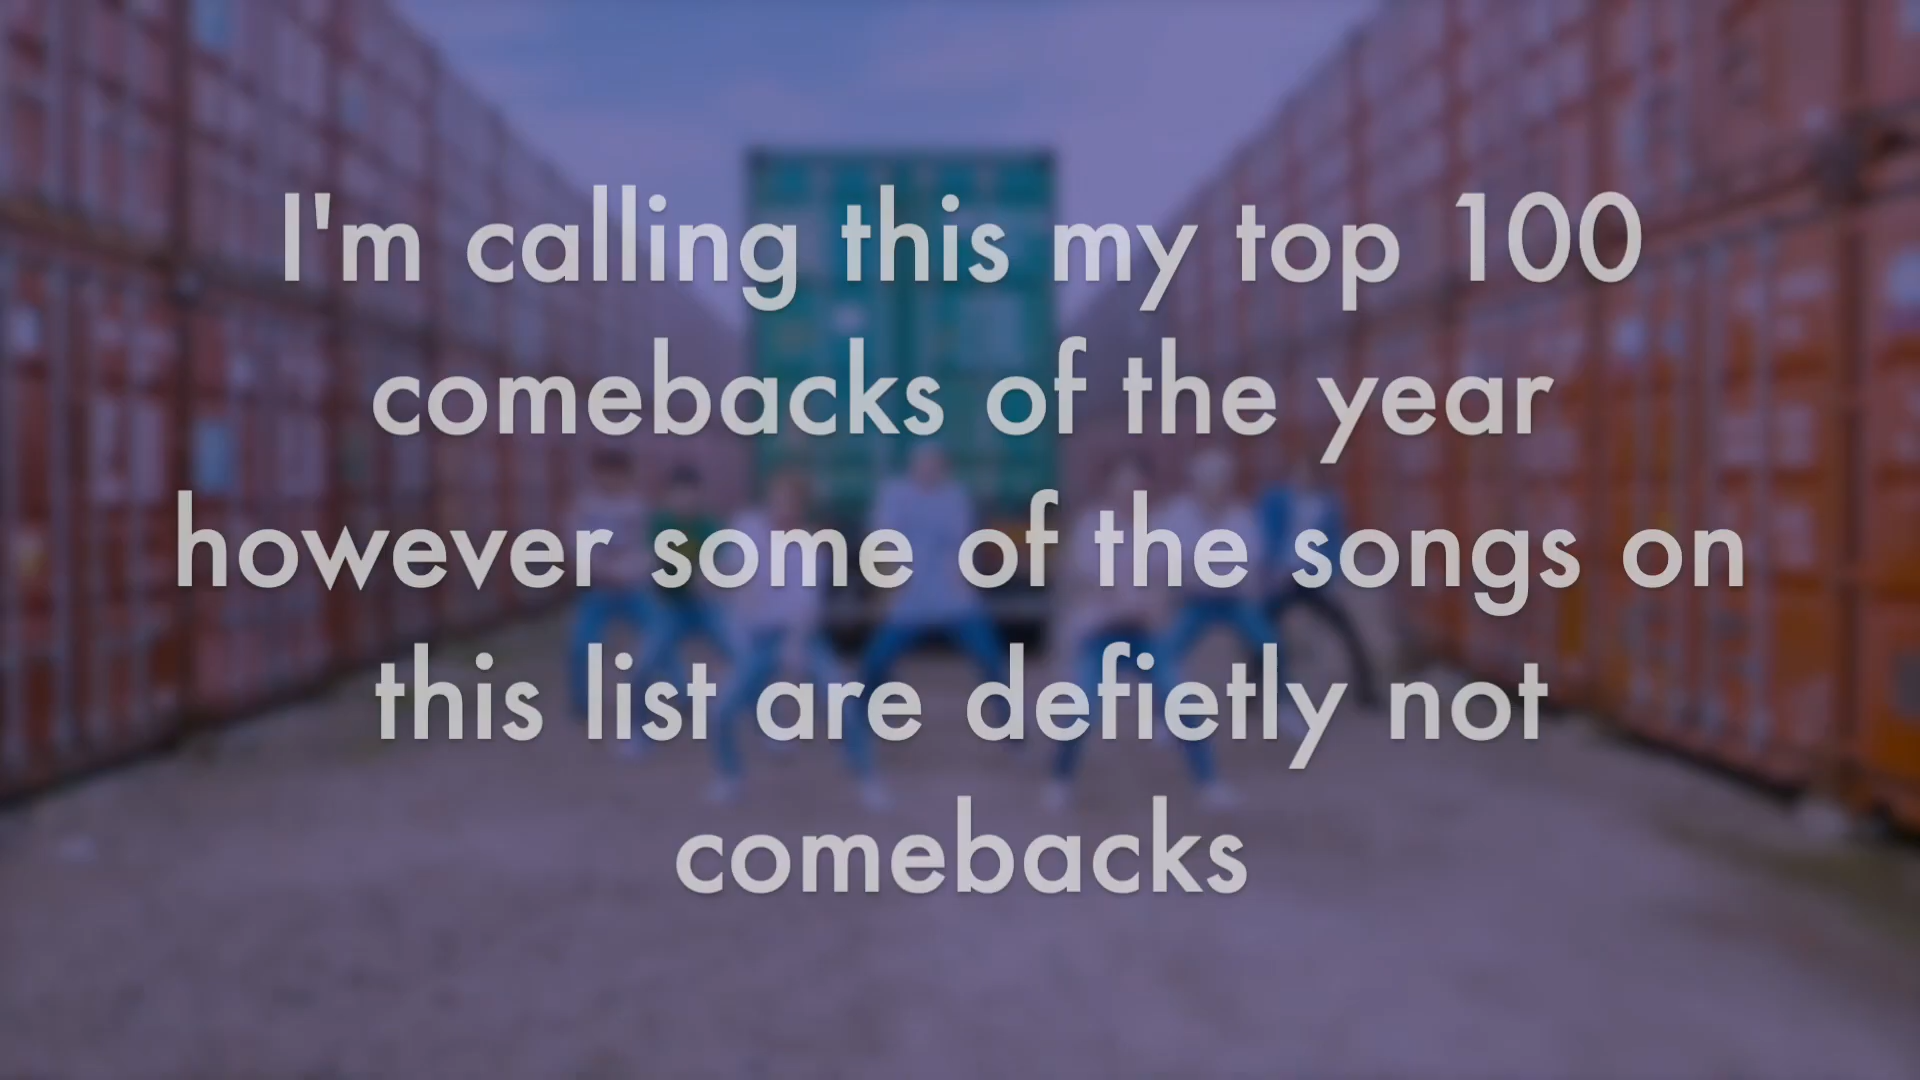 I'm calling this my top 100
comebacks of the year
however some of the songs on
this list are defietly not
comebacks